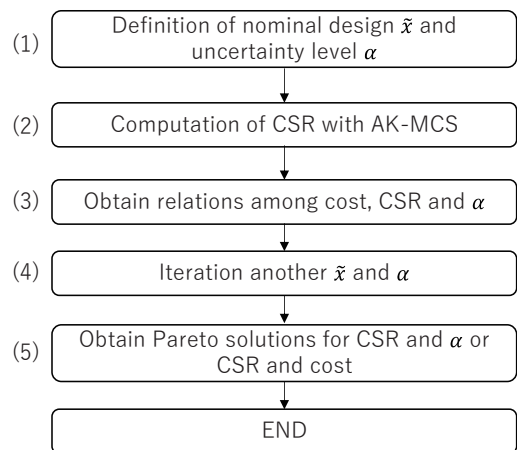 (1) Definition of nominal design x̃ and
uncertainty level α
(2) Computation of CSR with AK-MCS
(3) Obtain relations among cost, CSR and α
(4) Iteration another x̃ and α
(5) Obtain Pareto solutions for CSR and α or
CSR and cost
END